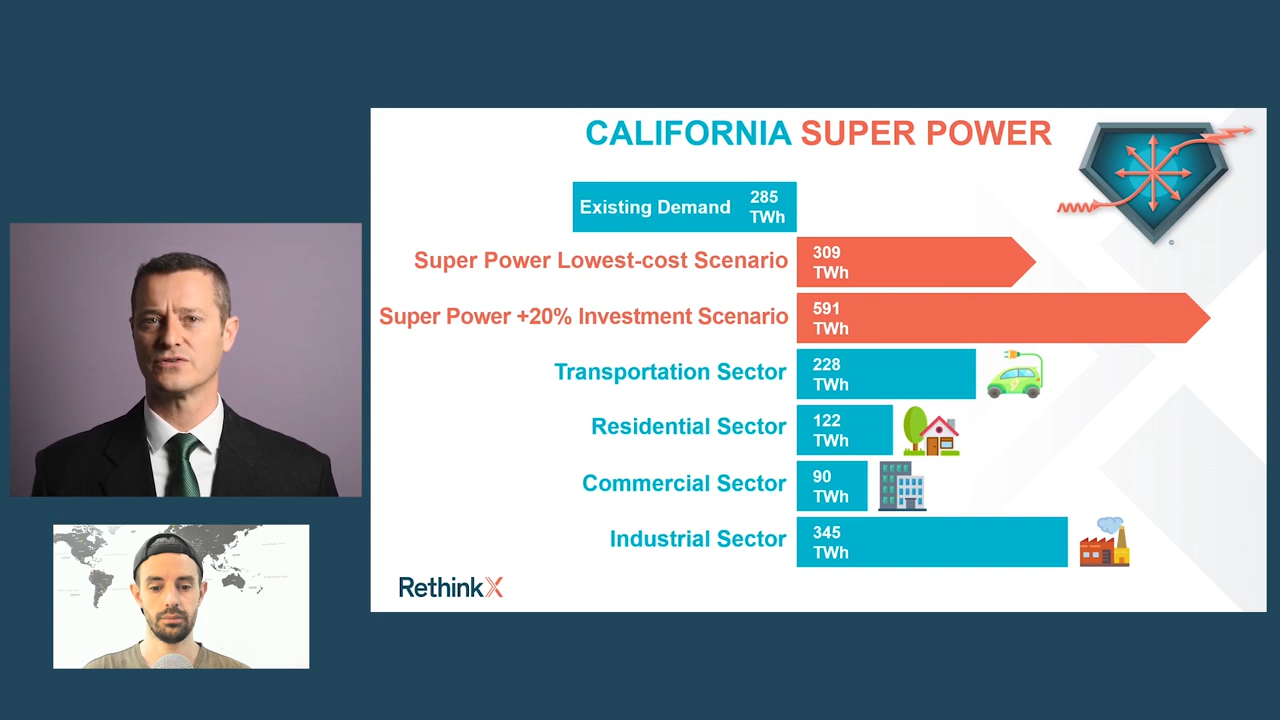 CALIFORNIA SUPER POWER
Existing Demand 285 TWh
Super Power Lowest-cost Scenario 309 TWh
Super Power +20% Investment Scenario 591 TWh
Transportation Sector 228 TWh
Residential Sector 122 TWh
Commercial Sector 90 TWh
Industrial Sector 345 TWh
RethinkX
©